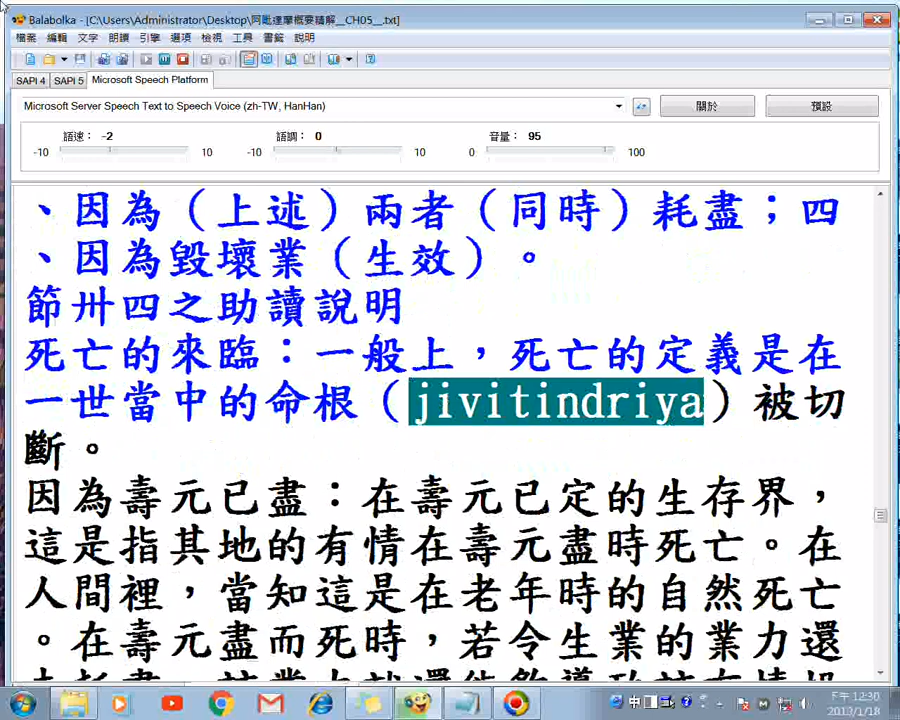 Balabolka - [C:\Users\Administrator\Desktop\阿毗達摩概要精解__CH05__.txt]
檔案 編輯 文字 朗讀 引擎 選項 檢視 工具 書籤 說明
SAPI 4 SAPI 5 Microsoft Speech Platform
Microsoft Server Speech Text to Speech Voice (zh-TW, HanHan) 關於 預設
語速： -2 語調： 0 音量： 95
-10 10 -10 10 0 100
、因為（上述）兩者（同時）耗盡；四
、因為毀壞業（生效）。
節卅四之助讀說明
死亡的來臨：一般上，死亡的定義是在
一世當中的命根（jivitindriya）被切
斷。
因為壽元已盡：在壽元已定的生存界，
這是指其地的有情在壽元盡時死亡。在
人間裡，當知這是在老年時的自然死亡
。在壽元盡而死時，若令生業的業力還
中
下午 12:30
2013/1/18